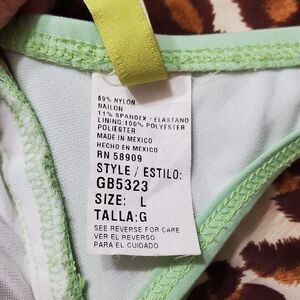 89% NYLON
NAILON
11% SPANDEX - ELASTANO
LINING:100% POLYESTER
POLIESTER
MADE IN MEXICO
HECHO EN MEXICO
RN 58909
STYLE / ESTILO:
GB5323
SIZE: L
TALLA:G
SEE REVERSE FOR CARE
VER EL REVERSO
PARA EL CUIDADO